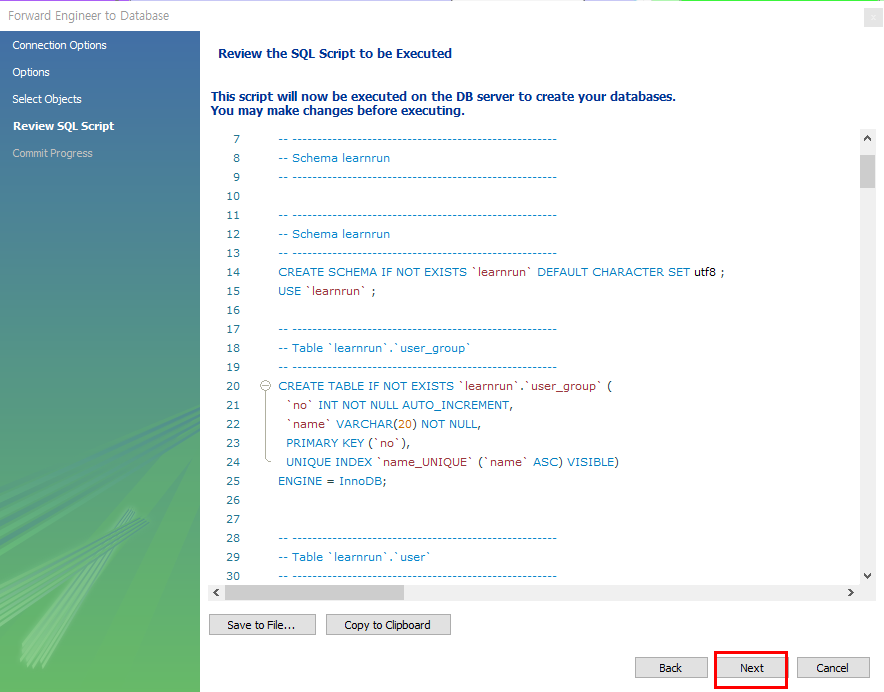 Forward Engineer to Database
x
Connection Options
Options
Select Objects
Review SQL Script
Commit Progress
Review the SQL Script to be Executed
This script will now be executed on the DB server to create your databases.
You may make changes before executing.
7 -- -----------------------------------------------------
8 -- Schema learnrun
9 -- -----------------------------------------------------
10
11 -- -----------------------------------------------------
12 -- Schema learnrun
13 -- -----------------------------------------------------
14 CREATE SCHEMA IF NOT EXISTS `learnrun` DEFAULT CHARACTER SET utf8 ;
15 USE `learnrun` ;
16
17 -- -----------------------------------------------------
18 -- Table `learnrun`.`user_group`
19 -- -----------------------------------------------------
20 CREATE TABLE IF NOT EXISTS `learnrun`.`user_group` (
21 `no` INT NOT NULL AUTO_INCREMENT,
22 `name` VARCHAR(20) NOT NULL,
23 PRIMARY KEY (`no`),
24 UNIQUE INDEX `name_UNIQUE` (`name` ASC) VISIBLE)
25 ENGINE = InnoDB;
26
27
28 -- -----------------------------------------------------
29 -- Table `learnrun`.`user`
30 -- -----------------------------------------------------
Save to File...
Copy to Clipboard
Back
Next
Cancel